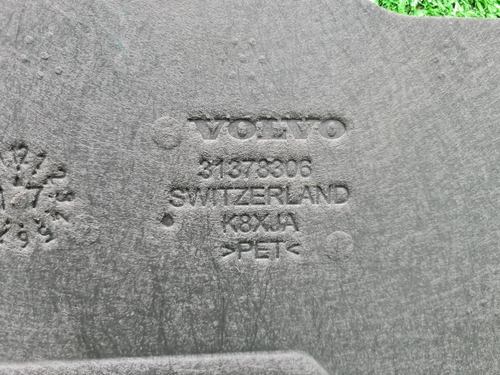 VOLVO
31378306
SWITZERLAND
K8XJA
>PET<